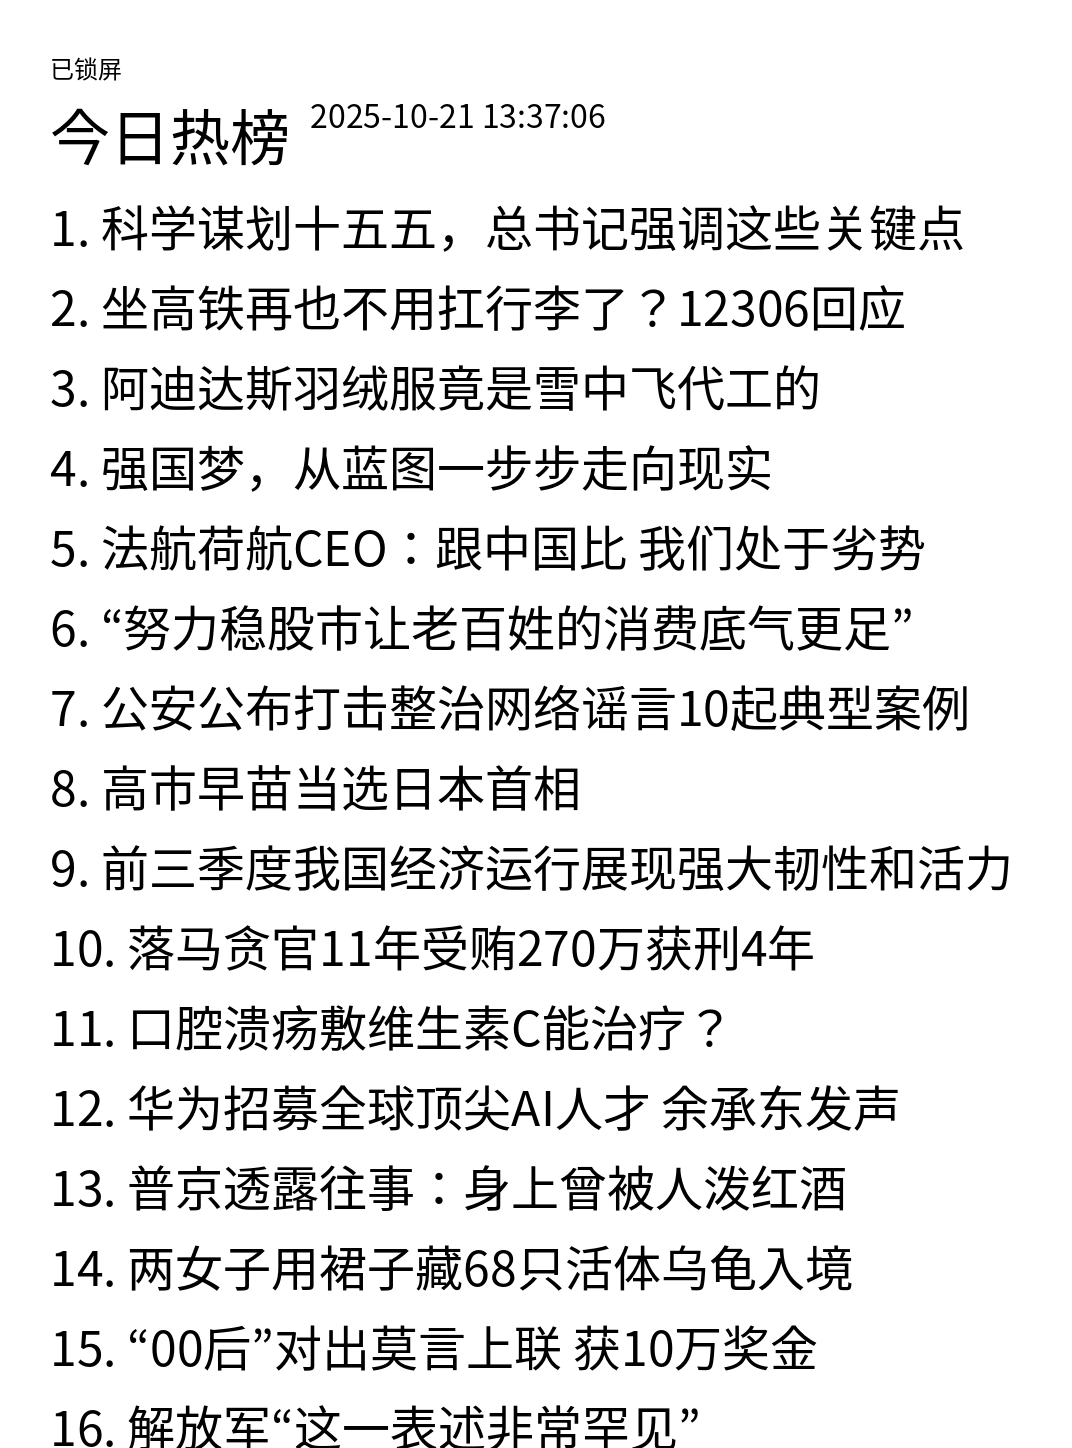 已锁屏
今日热榜 2025-10-21 13:37:06
1. 科学谋划十五五，总书记强调这些关键点
2. 坐高铁再也不用扛行李了？12306回应
3. 阿迪达斯羽绒服竟是雪中飞代工的
4. 强国梦，从蓝图一步步走向现实
5. 法航荷航CEO：跟中国比 我们处于劣势
6. “努力稳股市让老百姓的消费底气更足”
7. 公安公布打击整治网络谣言10起典型案例
8. 高市早苗当选日本首相
9. 前三季度我国经济运行展现强大韧性和活力
10. 落马贪官11年受贿270万获刑4年
11. 口腔溃疡敷维生素C能治疗？
12. 华为招募全球顶尖AI人才 余承东发声
13. 普京透露往事：身上曾被人泼红酒
14. 两女子用裙子藏68只活体乌龟入境
15. “00后”对出莫言上联 获10万奖金
16. 解放军“这一表述非常罕见”